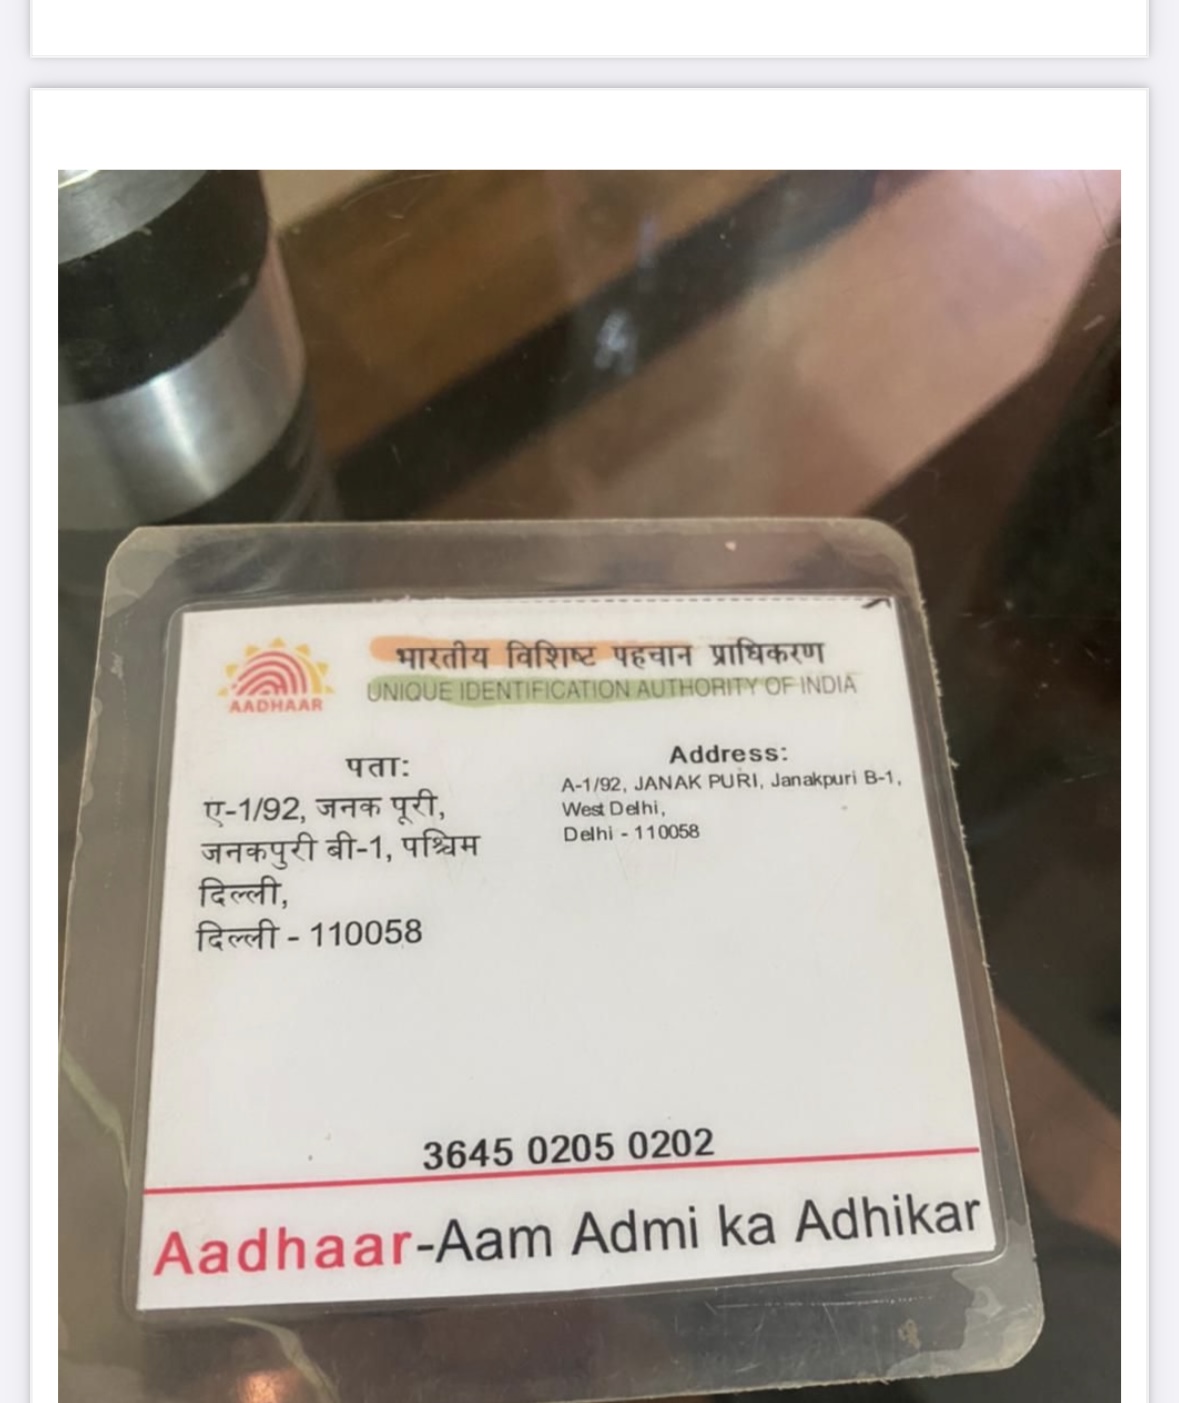 AADHAAR
भारतीय विशिष्ट पहचान प्राधिकरण
UNIQUE IDENTIFICATION AUTHORITY OF INDIA
पता:
ए-1/92, जनक पूरी,
जनकपुरी बी-1, पश्चिम
दिल्ली,
दिल्ली - 110058
Address:
A-1/92, JANAK PURI, Janakpuri B-1,
West Delhi,
Delhi - 110058
3645 0205 0202
Aadhaar-Aam Admi ka Adhikar